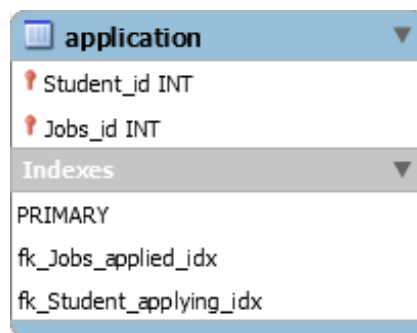 application
Student_id INT
Jobs_id INT
Indexes
PRIMARY
fk_Jobs_applied_idx
fk_Student_applying_idx